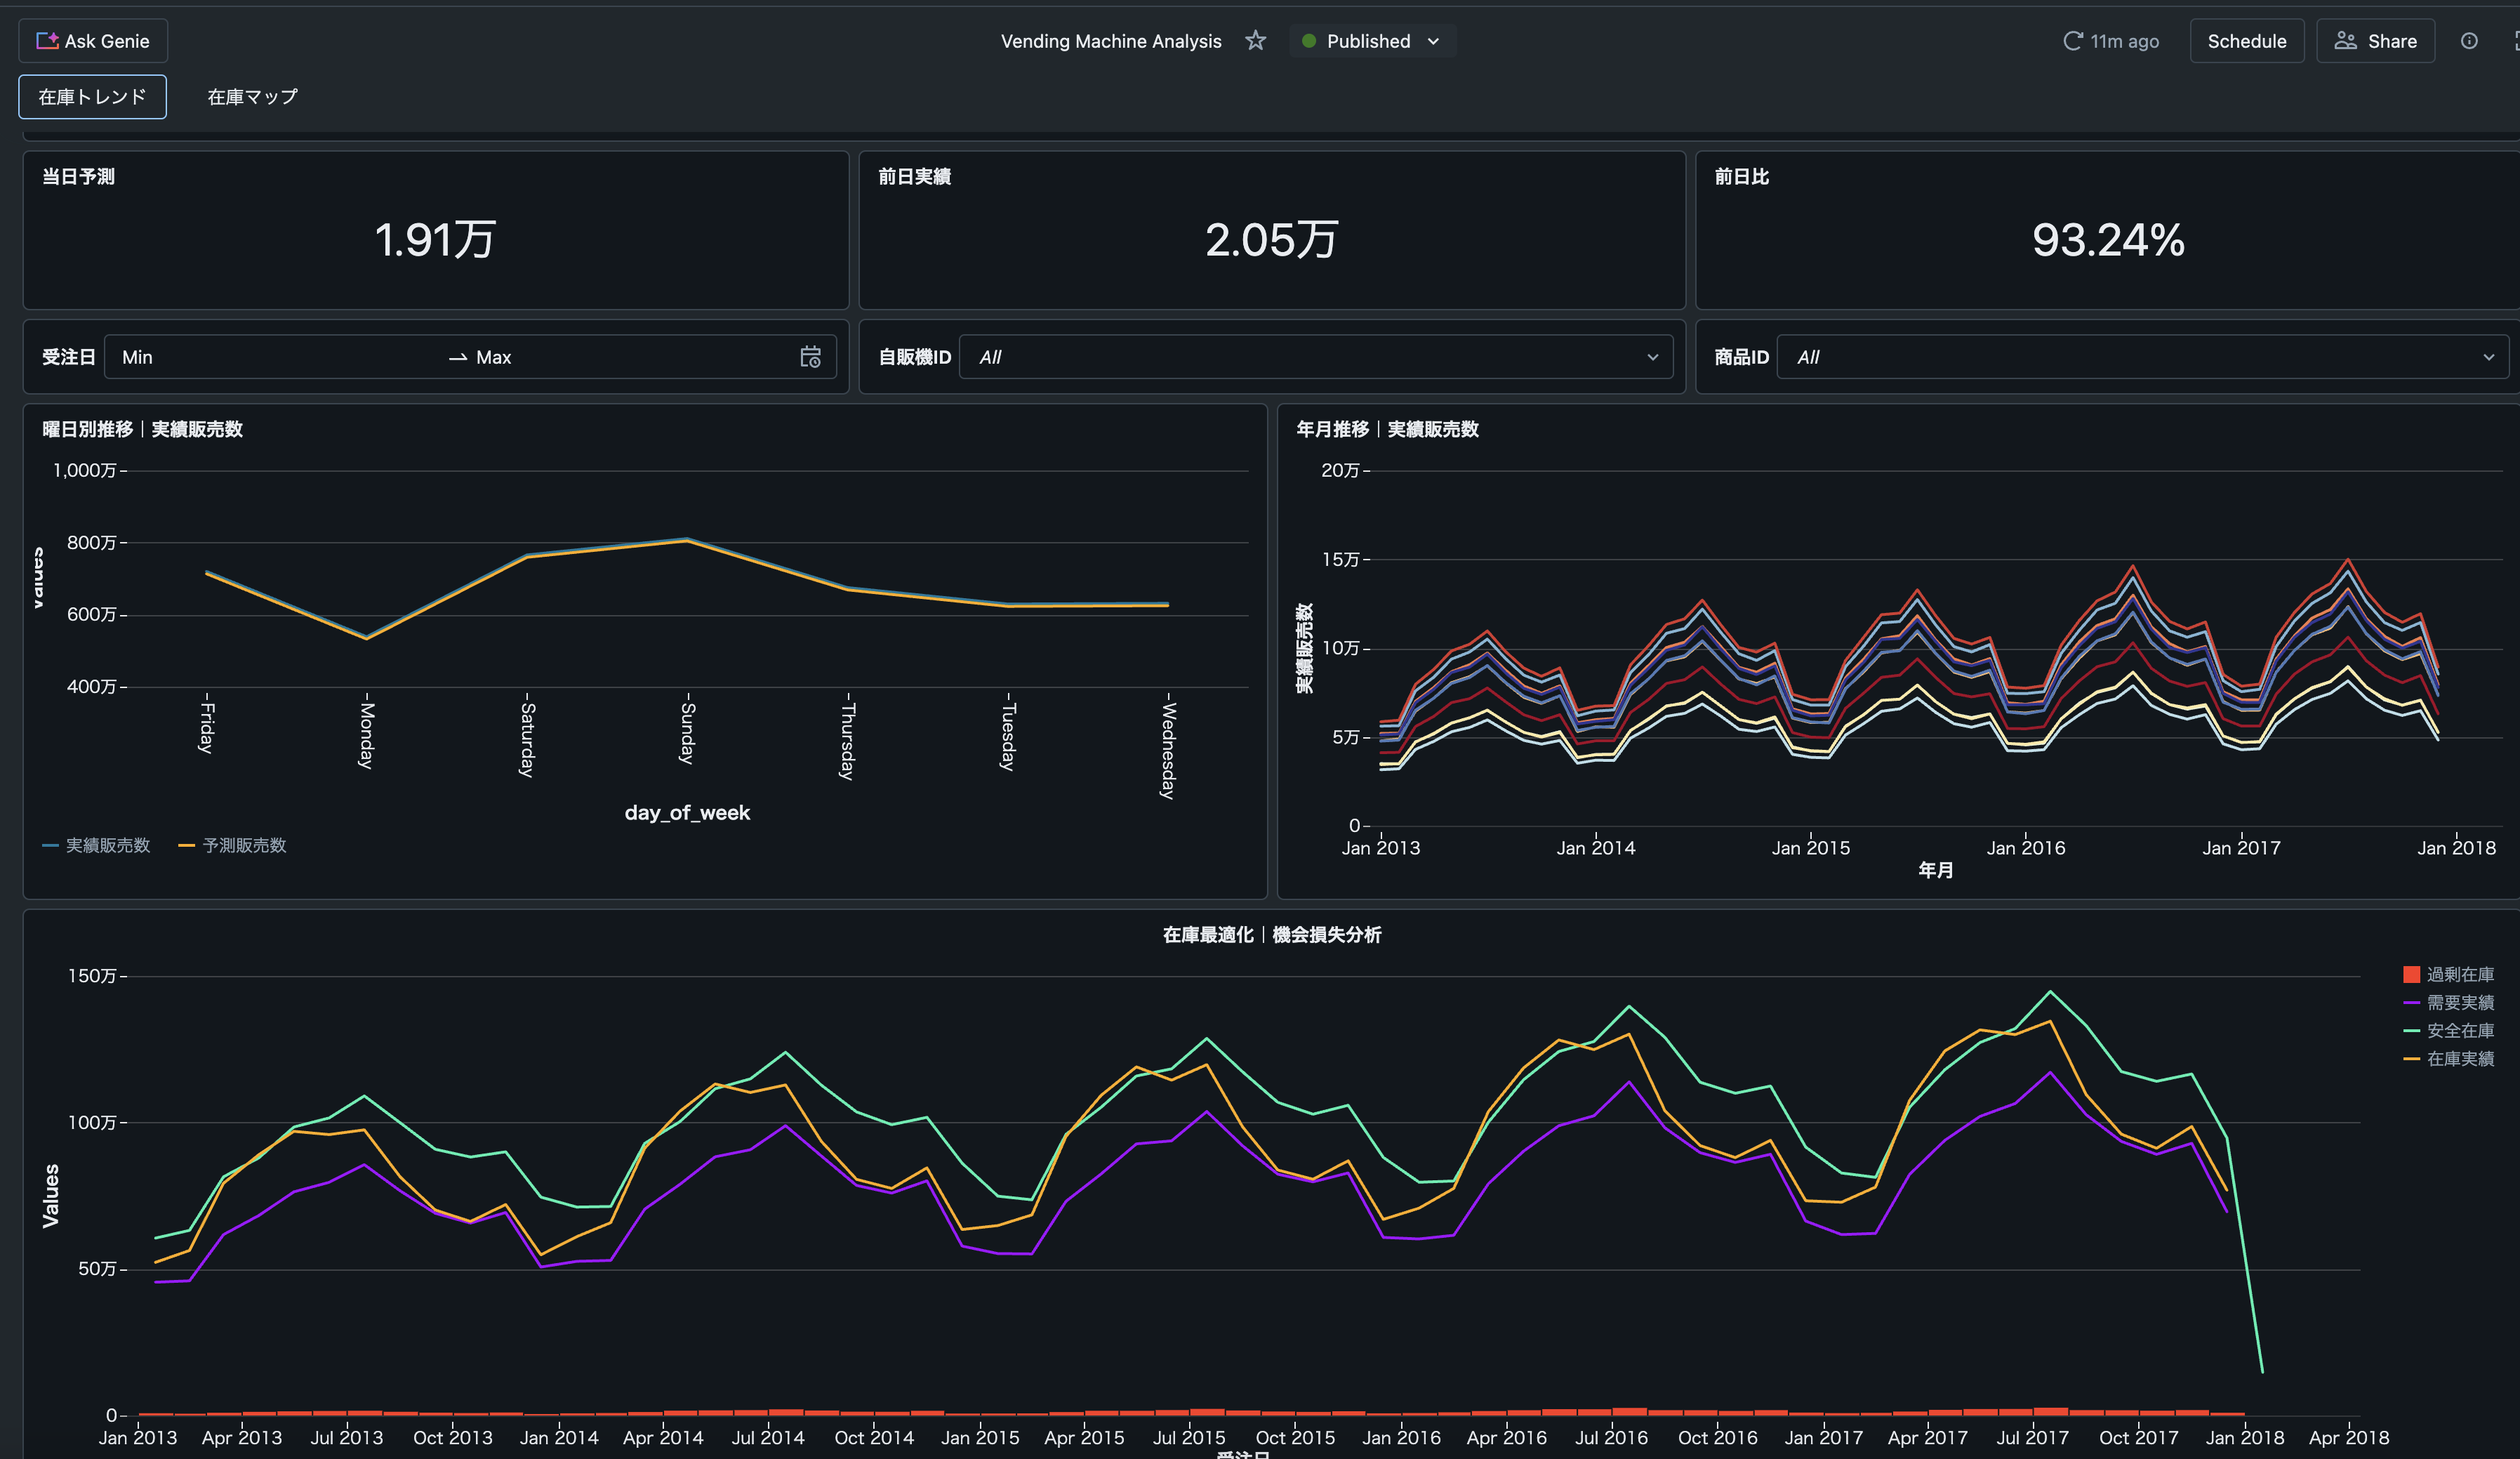 Ask Genie
Vending Machine Analysis
Published
11m ago
Schedule
Share
在庫トレンド
在庫マップ
当日予測
1.91万
前日実績
2.05万
前日比
93.24%
受注日
Min
Max
自販機ID
All
商品ID
All
曜日別推移｜実績販売数
1,000万
800万
600万
400万
Values
Friday
Monday
Saturday
Sunday
Thursday
Tuesday
Wednesday
day_of_week
実績販売数
予測販売数
年月推移｜実績販売数
20万
15万
10万
5万
0
実績販売数
Jan 2013
Jan 2014
Jan 2015
Jan 2016
Jan 2017
Jan 2018
年月
在庫最適化｜機会損失分析
150万
100万
50万
0
Values
過剰在庫
需要実績
安全在庫
在庫実績
Jan 2013
Apr 2013
Jul 2013
Oct 2013
Jan 2014
Apr 2014
Jul 2014
Oct 2014
Jan 2015
Apr 2015
Jul 2015
Oct 2015
Jan 2016
Apr 2016
Jul 2016
Oct 2016
Jan 2017
Apr 2017
Jul 2017
Oct 2017
Jan 2018
Apr 2018
受注日